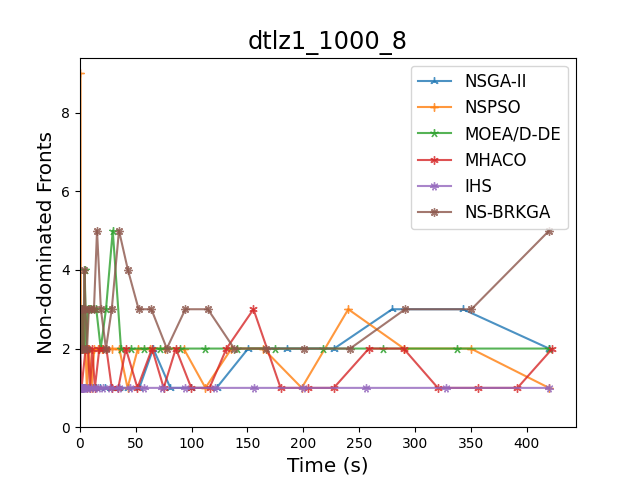 dtlz1_1000_8
Non-dominated Fronts
8
6
4
2
0
NSGA-II
NSPSO
MOEA/D-DE
MHACO
IHS
NS-BRKGA
0 50 100 150 200 250 300 350 400
Time (s)